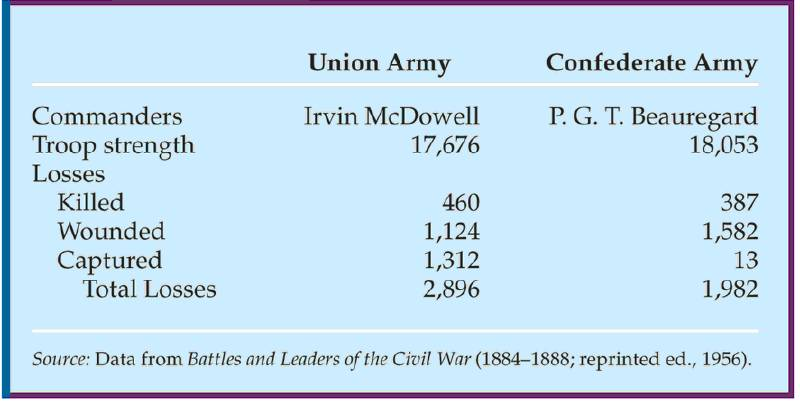 Union Army Confederate Army
Commanders Irvin McDowell P. G. T. Beauregard
Troop strength 17,676 18,053
Losses
Killed 460 387
Wounded 1,124 1,582
Captured 1,312 13
Total Losses 2,896 1,982
Source: Data from Battles and Leaders of the Civil War (1884–1888; reprinted ed., 1956).